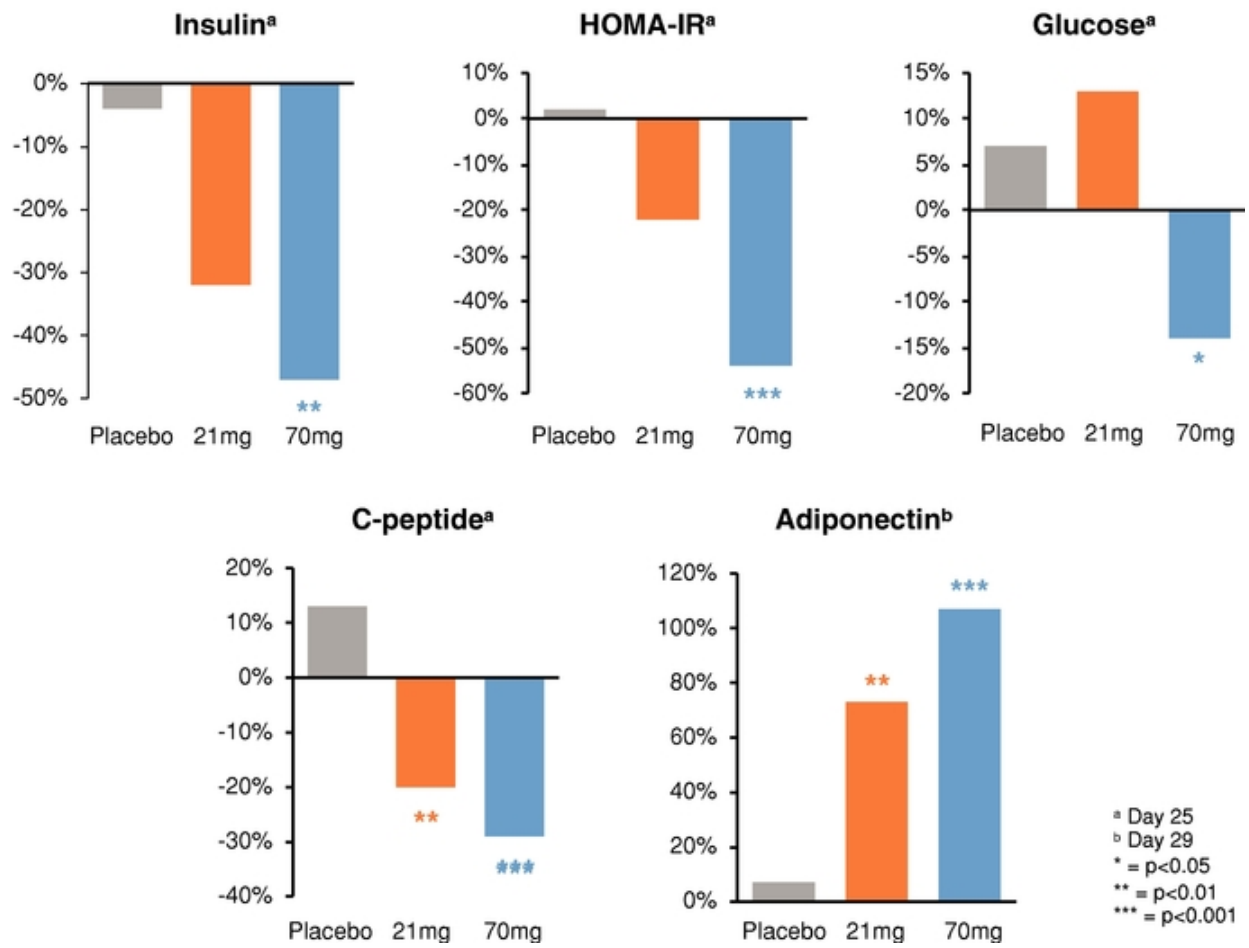 Insulinᵃ
0%
-10%
-20%
-30%
-40%
-50%
**
Placebo 21mg 70mg
HOMA-IRᵃ
10%
0%
-10%
-20%
-30%
-40%
-50%
-60%
***
Placebo 21mg 70mg
Glucoseᵃ
15%
10%
5%
0%
-5%
-10%
-15%
-20%
*
Placebo 21mg 70mg
C-peptideᵃ
20%
10%
0%
-10%
-20%
-30%
-40%
**
***
Placebo 21mg 70mg
Adiponectinᵇ
120%
100%
80%
60%
40%
20%
0%
**
***
Placebo 21mg 70mg
ᵃ Day 25
ᵇ Day 29
* = p<0.05
** = p<0.01
*** = p<0.001